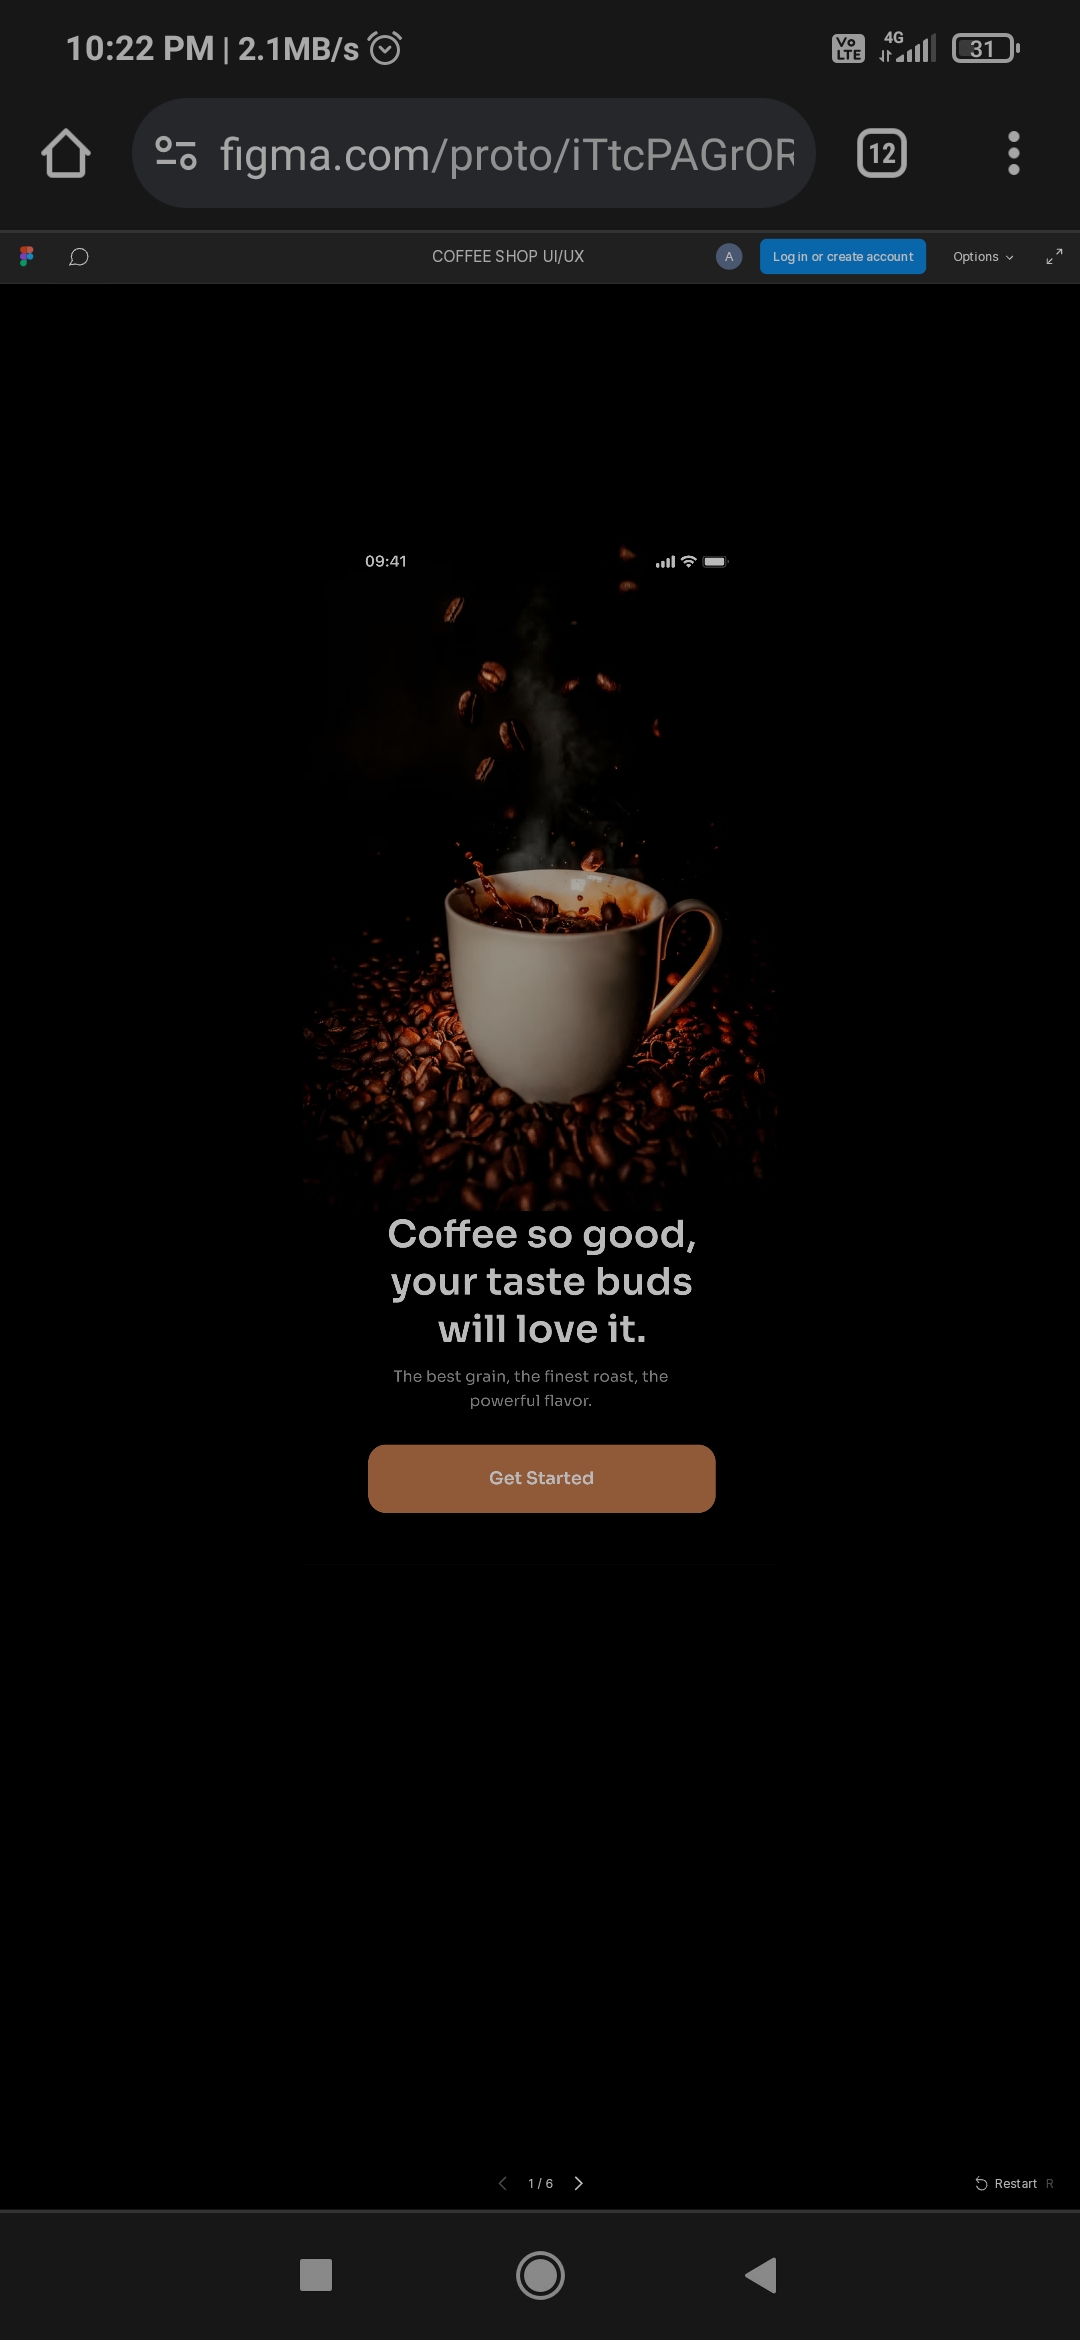 10:22 PM | 2.1MB/s
Vo LTE
4G
31
figma.com/proto/iTtcPAGrOR
12
COFFEE SHOP UI/UX
A
Log in or create account
Options
09:41
Coffee so good,
your taste buds
will love it.
The best grain, the finest roast, the
powerful flavor.
Get Started
1 / 6
Restart R